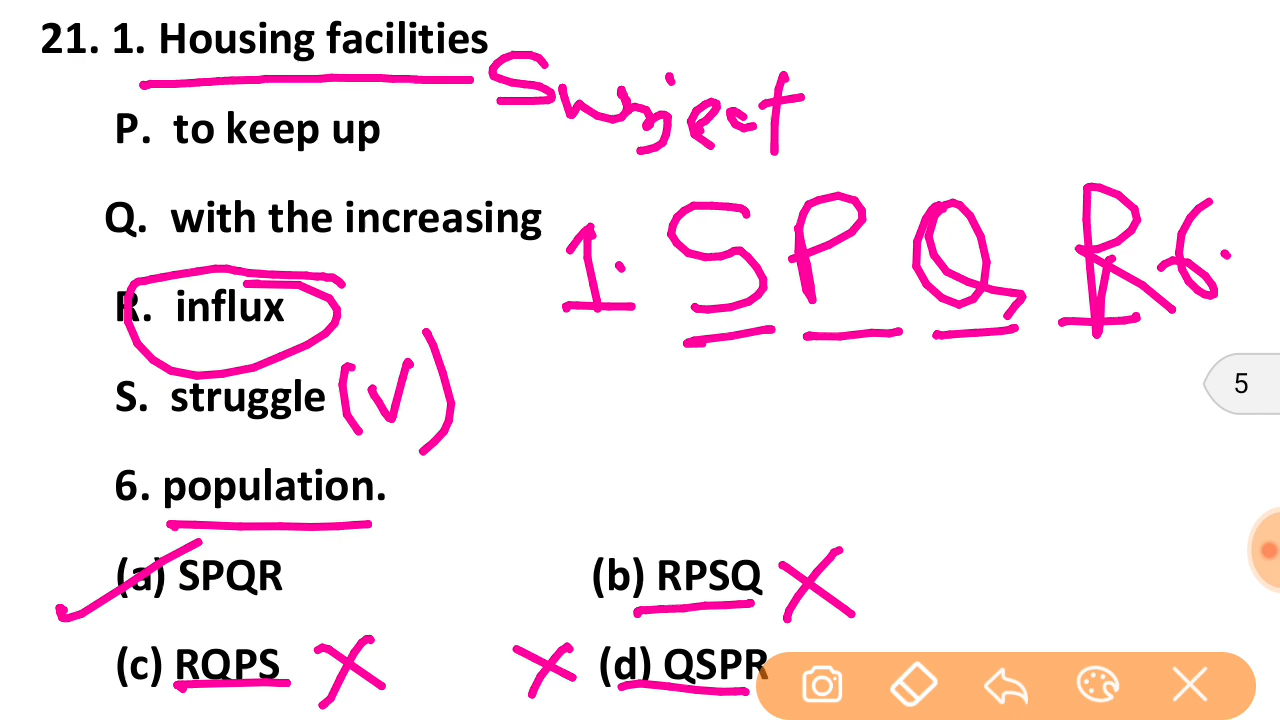 21. 1. Housing facilities
Suject
P. to keep up
Q. with the increasing
1. S P Q R 6.
R. influx
S. struggle (V)
5
6. population.
(a) SPQR (b) RPSQ
(c) RQPS (d) QSPR